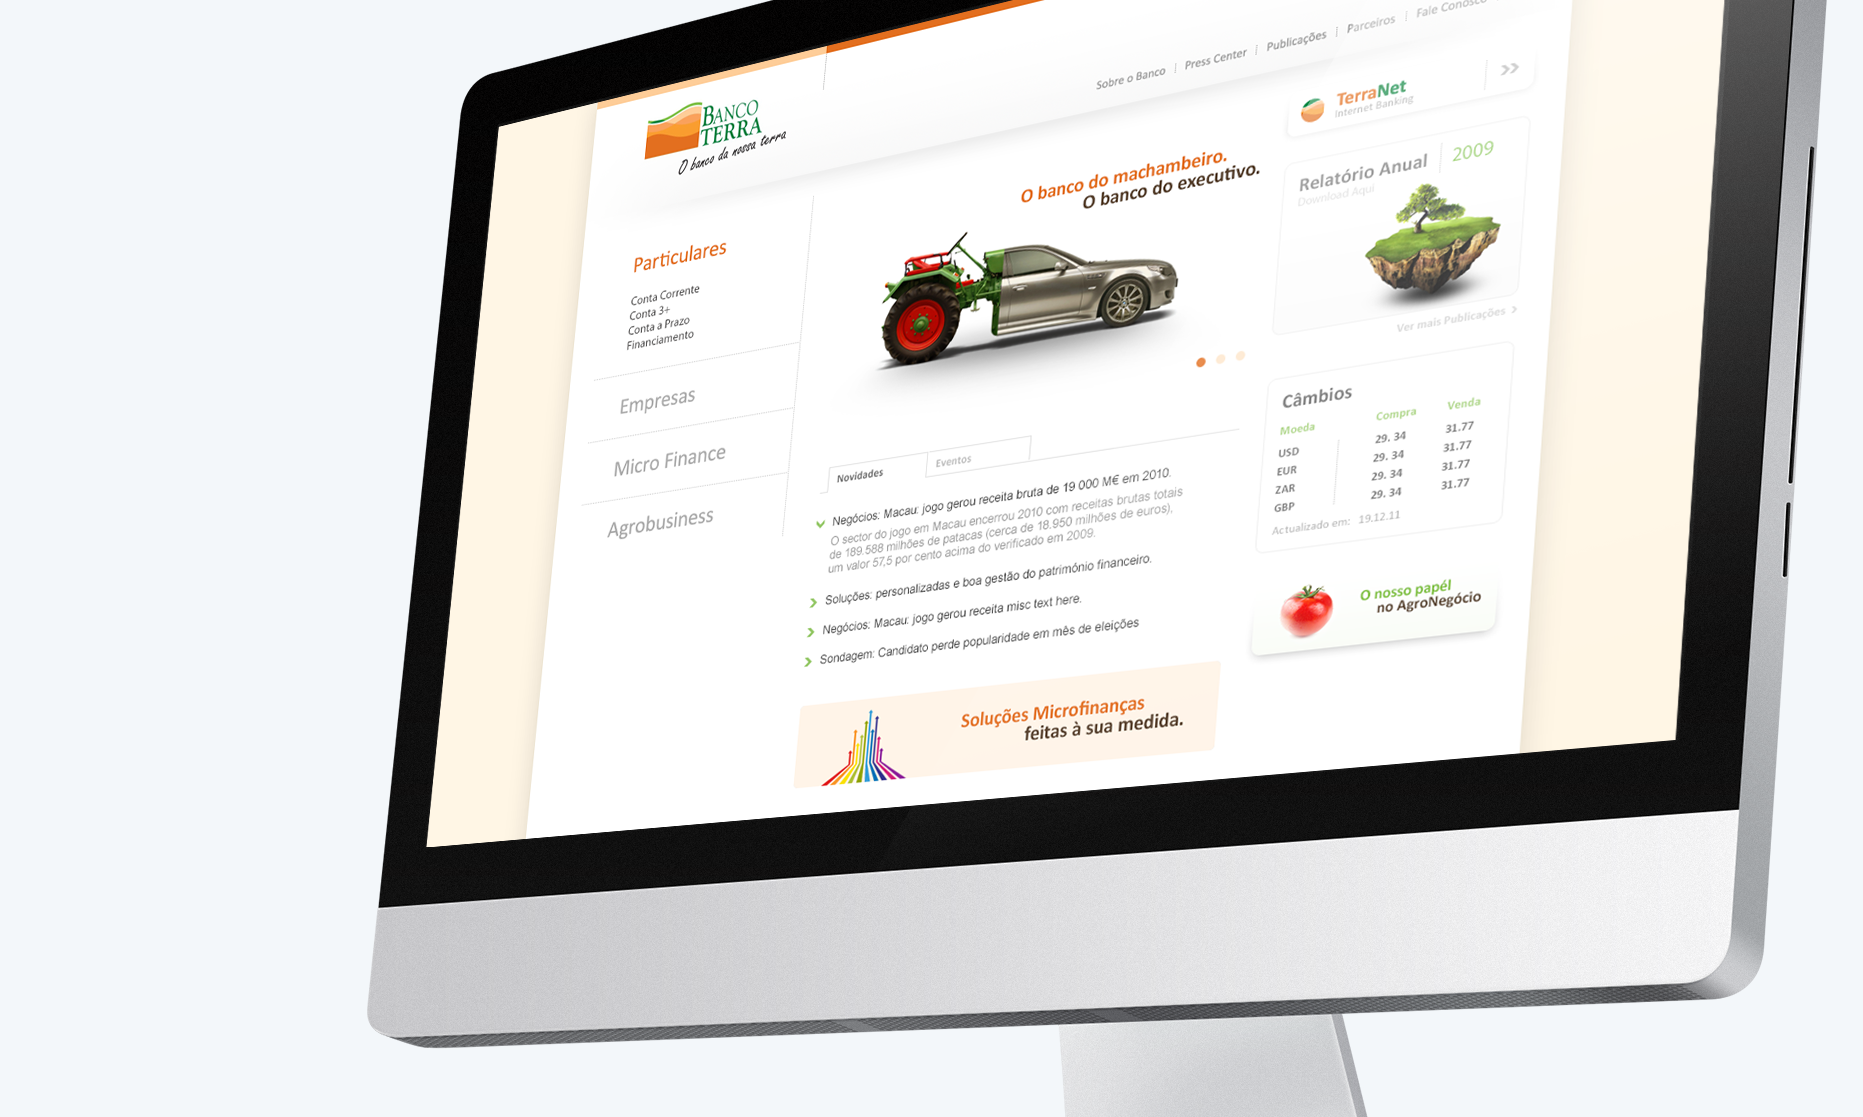 BANCO
TERRA
O banco da nossa terra
Sobre o Banco | Press Center | Publicações | Parceiros | Fale Conosco
TerraNet
Internet Banking
Relatório Anual | 2009
Download Aqui
Ver mais Publicações
O banco do machambeiro.
O banco do executivo.
Particulares
Conta Corrente
Conta 3+
Conta a Prazo
Financiamento
Empresas
Micro Finance
Agrobusiness
Novidades
Eventos
Negócios: Macau: jogo gerou receita bruta de 19 000 M€ em 2010.
O sector do jogo em Macau encerrou 2010 com receitas brutas totais
de 189.588 milhões de patacas (cerca de 18.950 milhões de euros),
um valor 57,5 por cento acima do verificado em 2009.
Soluções: personalizadas e boa gestão do património financeiro.
Negócios: Macau: jogo gerou receita misc text here.
Sondagem: Candidato perde popularidade em mês de eleições
Soluções Microfinanças
feitas à sua medida.
Câmbios
Moeda Compra Venda
USD 29. 34 31.77
EUR 29. 34 31.77
ZAR 29. 34 31.77
GBP 29. 34 31.77
Actualizado em: 19.12.11
O nosso papél
no AgroNegócio